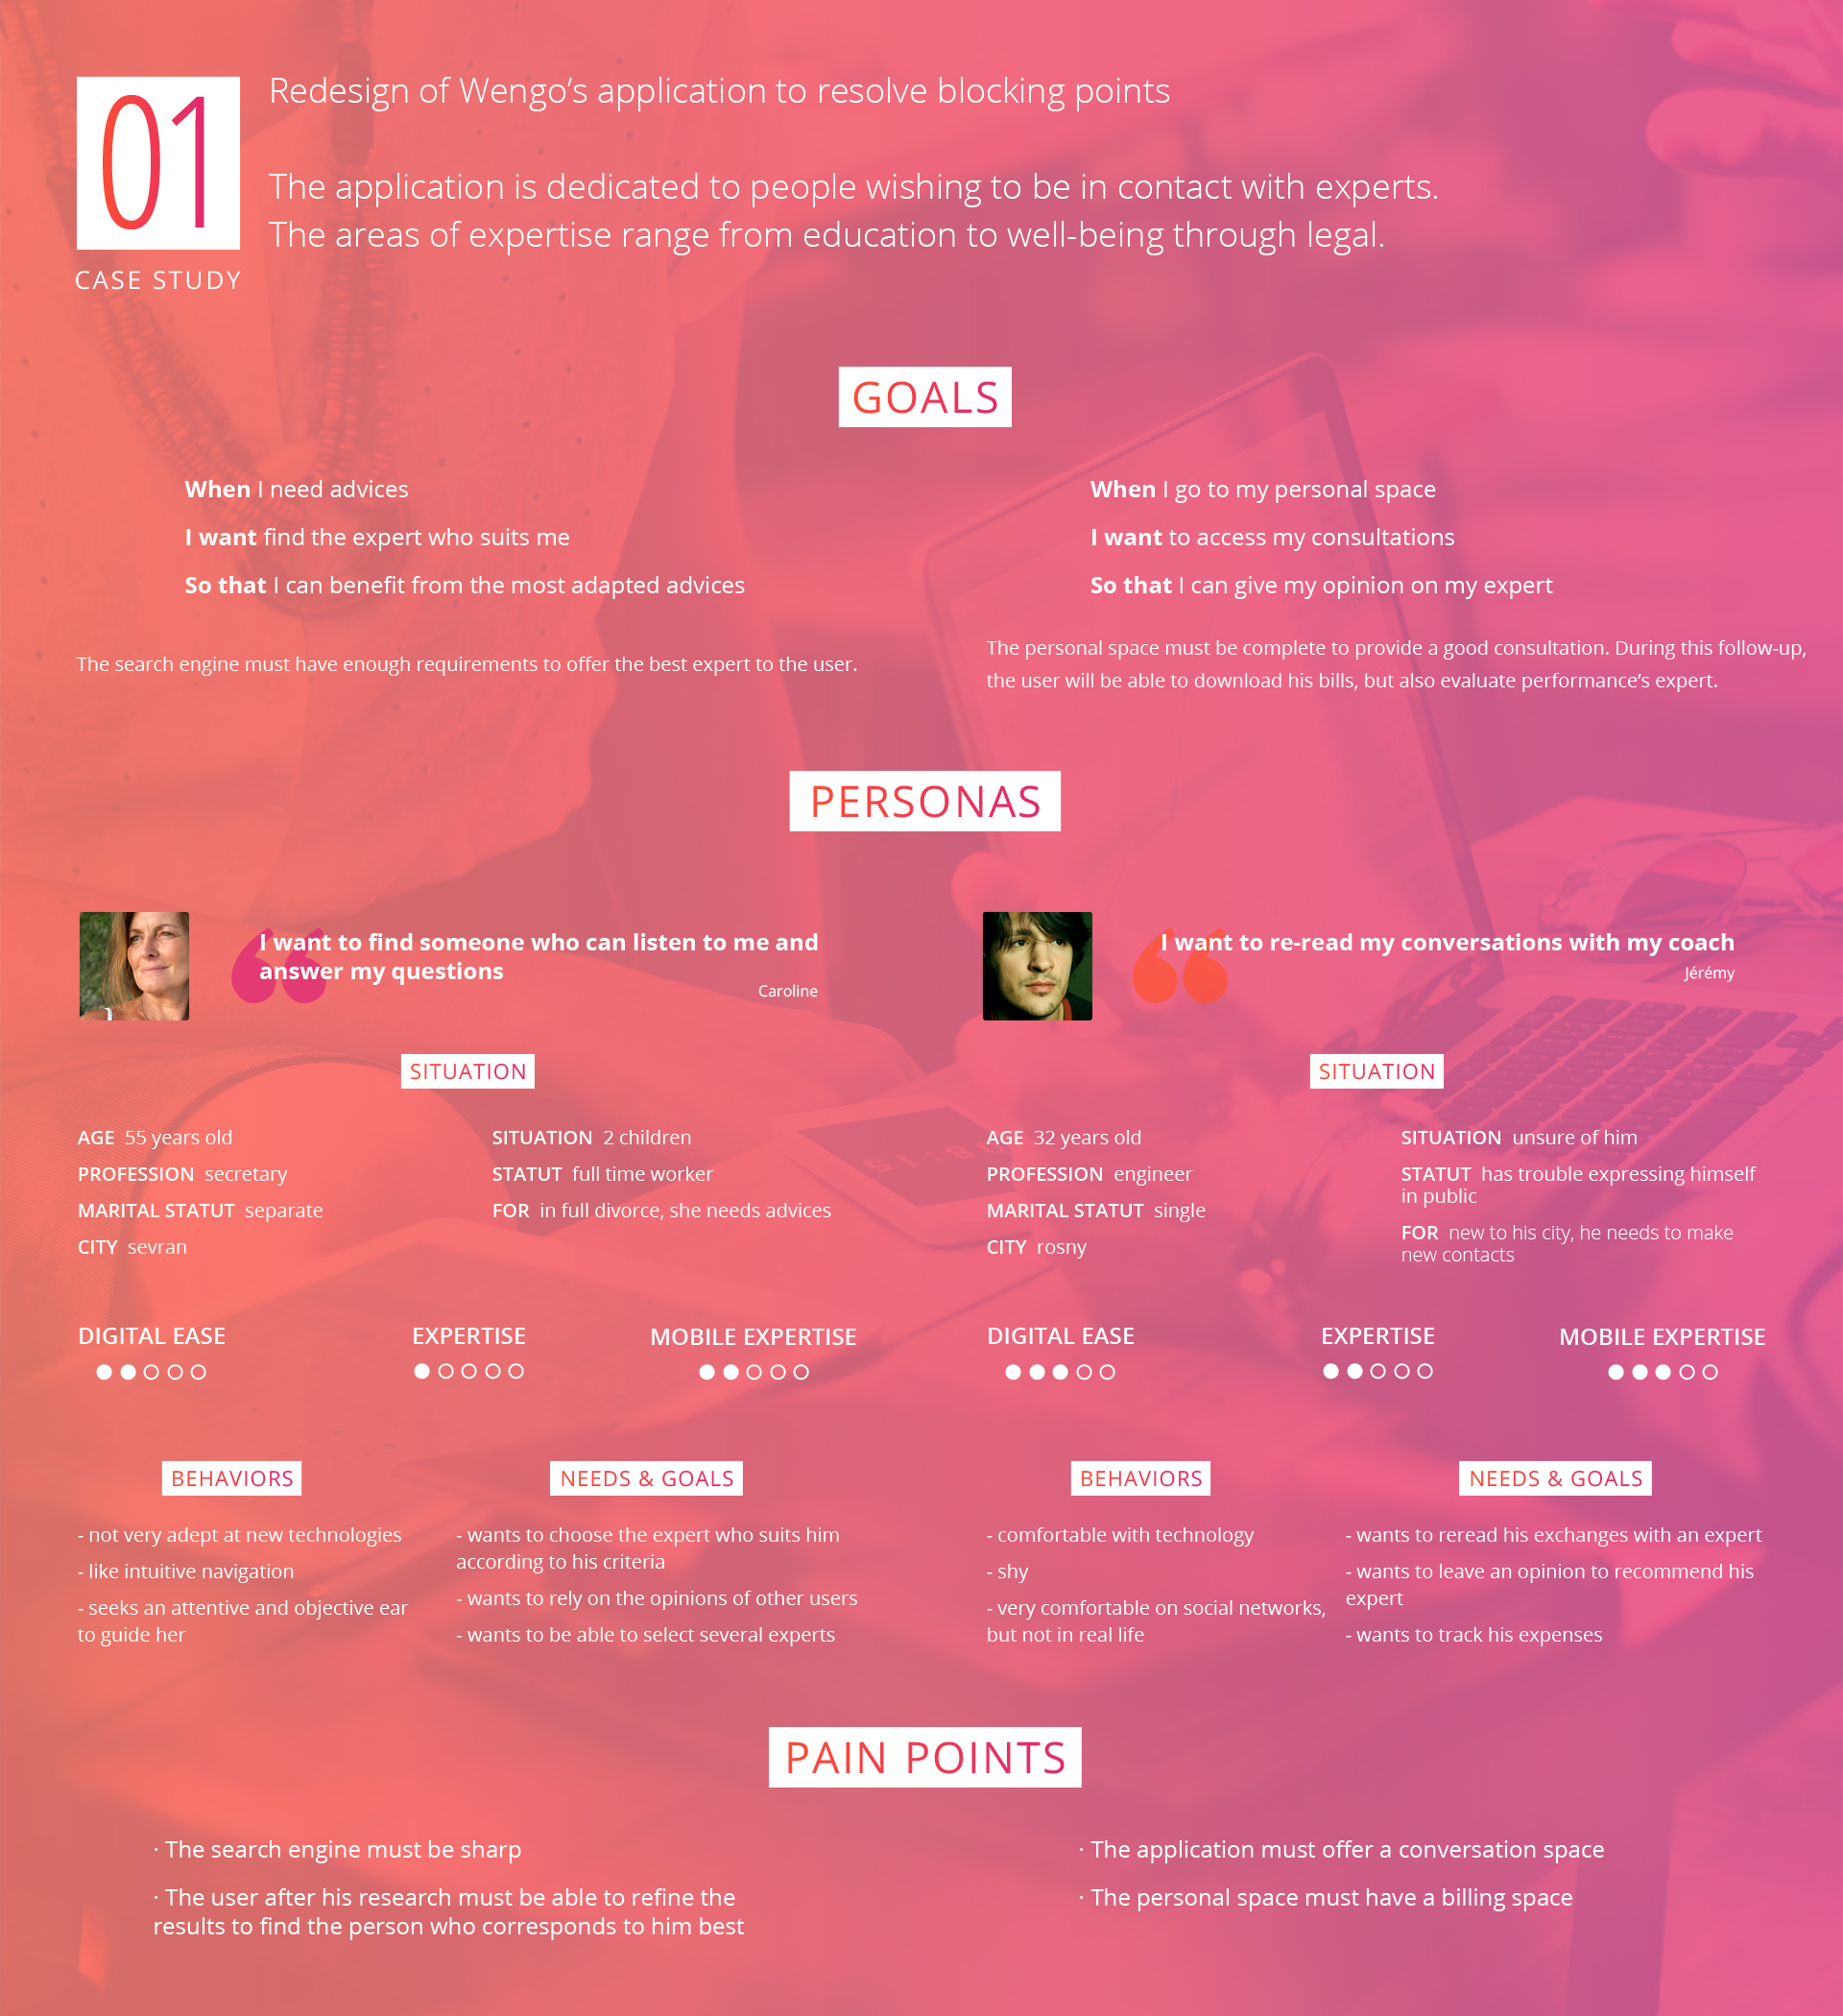 01
CASE STUDY
Redesign of Wengo's application to resolve blocking points
The application is dedicated to people wishing to be in contact with experts.
The areas of expertise range from education to well-being through legal.
GOALS
When I need advices
I want find the expert who suits me
So that I can benefit from the most adapted advices
The search engine must have enough requirements to offer the best expert to the user.
When I go to my personal space
I want to access my consultations
So that I can give my opinion on my expert
The personal space must be complete to provide a good consultation. During this follow-up,
the user will be able to download his bills, but also evaluate performance's expert.
PERSONAS
I want to find someone who can listen to me and
answer my questions
Caroline
SITUATION
AGE 55 years old
PROFESSION secretary
MARITAL STATUT separate
CITY sevran
SITUATION 2 children
STATUT full time worker
FOR in full divorce, she needs advices
DIGITAL EASE
EXPERTISE
MOBILE EXPERTISE
BEHAVIORS
- not very adept at new technologies
- like intuitive navigation
- seeks an attentive and objective ear
to guide her
NEEDS & GOALS
- wants to choose the expert who suits him
according to his criteria
- wants to rely on the opinions of other users
- wants to be able to select several experts
I want to re-read my conversations with my coach
Jérémy
SITUATION
AGE 32 years old
PROFESSION engineer
MARITAL STATUT single
CITY rosny
SITUATION unsure of him
STATUT has trouble expressing himself
in public
FOR new to his city, he needs to make
new contacts
DIGITAL EASE
EXPERTISE
MOBILE EXPERTISE
BEHAVIORS
- comfortable with technology
- shy
- very comfortable on social networks,
but not in real life
NEEDS & GOALS
- wants to reread his exchanges with an expert
- wants to leave an opinion to recommend his
expert
- wants to track his expenses
PAIN POINTS
· The search engine must be sharp
· The user after his research must be able to refine the
results to find the person who corresponds to him best
· The application must offer a conversation space
· The personal space must have a billing space